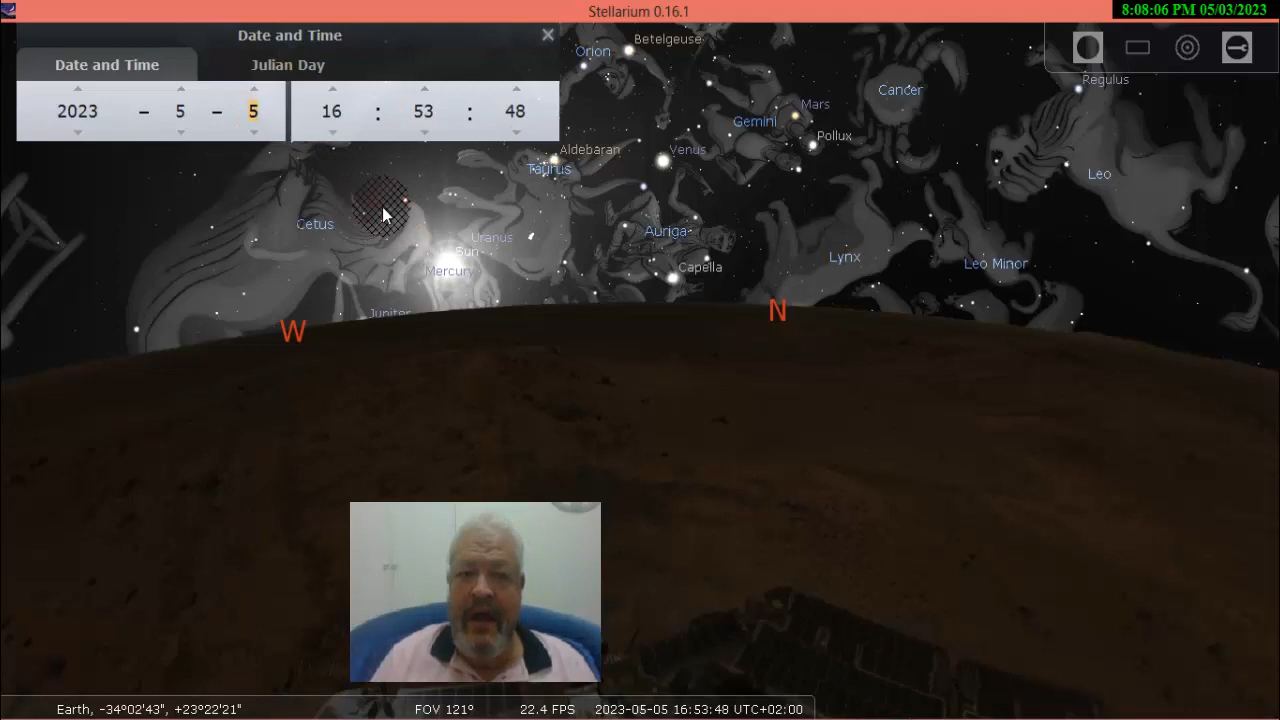 Stellarium 0.16.1
8:08:06 PM 05/03/2023
Date and Time
Date and Time
Julian Day
2023 - 5 - 5
16 : 53 : 48
Orion
Betelgeuse
Regulus
Cancer
Mars
Gemini
Pollux
Aldebaran
Venus
Taurus
Leo
Cetus
Auriga
Uranus
Sun
Lynx
Leo Minor
Mercury
Capella
Jupiter
W
N
Earth, -34°02'43", +23°22'21"
FOV 121°
22.4 FPS
2023-05-05 16:53:48 UTC+02:00